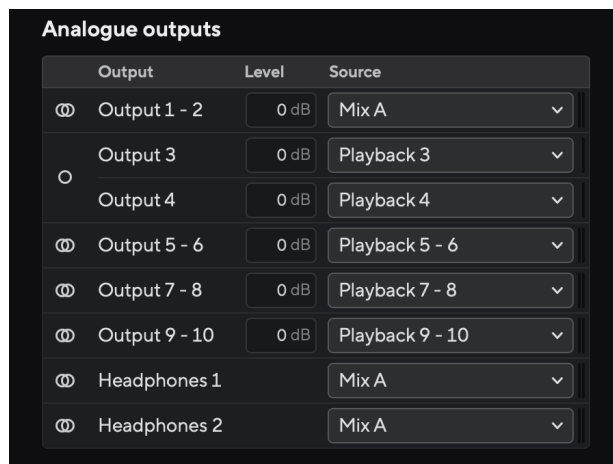 Analogue outputs
Output Level Source
Output 1 - 2 0 dB Mix A
Output 3 0 dB Playback 3
Output 4 0 dB Playback 4
Output 5 - 6 0 dB Playback 5 - 6
Output 7 - 8 0 dB Playback 7 - 8
Output 9 - 10 0 dB Playback 9 - 10
Headphones 1 Mix A
Headphones 2 Mix A